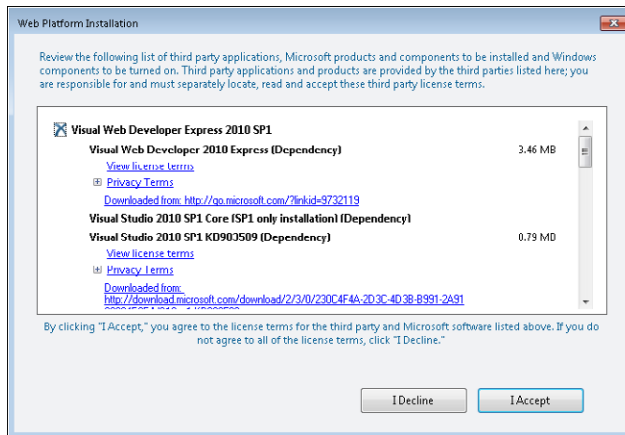 Web Platform Installation
Review the following list of third party applications, Microsoft products and components to be installed and Windows
components to be turned on. Third party applications and products are provided by the third parties listed here; you
are responsible for and must separately locate, read and accept these third party license terms.
Visual Web Developer Express 2010 SP1
Visual Web Developer 2010 Express (Dependency) 3.46 MB
View license terms
Privacy Terms
Downloaded from: http://go.microsoft.com/?linkid=9732119
Visual Studio 2010 SP1 Core (SP1 only installation) (Dependency)
Visual Studio 2010 SP1 KB983509 (Dependency) 0.79 MB
View license terms
Privacy Terms
Downloaded from:
http://download.microsoft.com/download/2/3/0/230C4F4A-2D3C-4D3B-B991-2A91
By clicking "I Accept," you agree to the license terms for the third party and Microsoft software listed above. If you do
not agree to all of the license terms, click "I Decline."
I Decline
I Accept